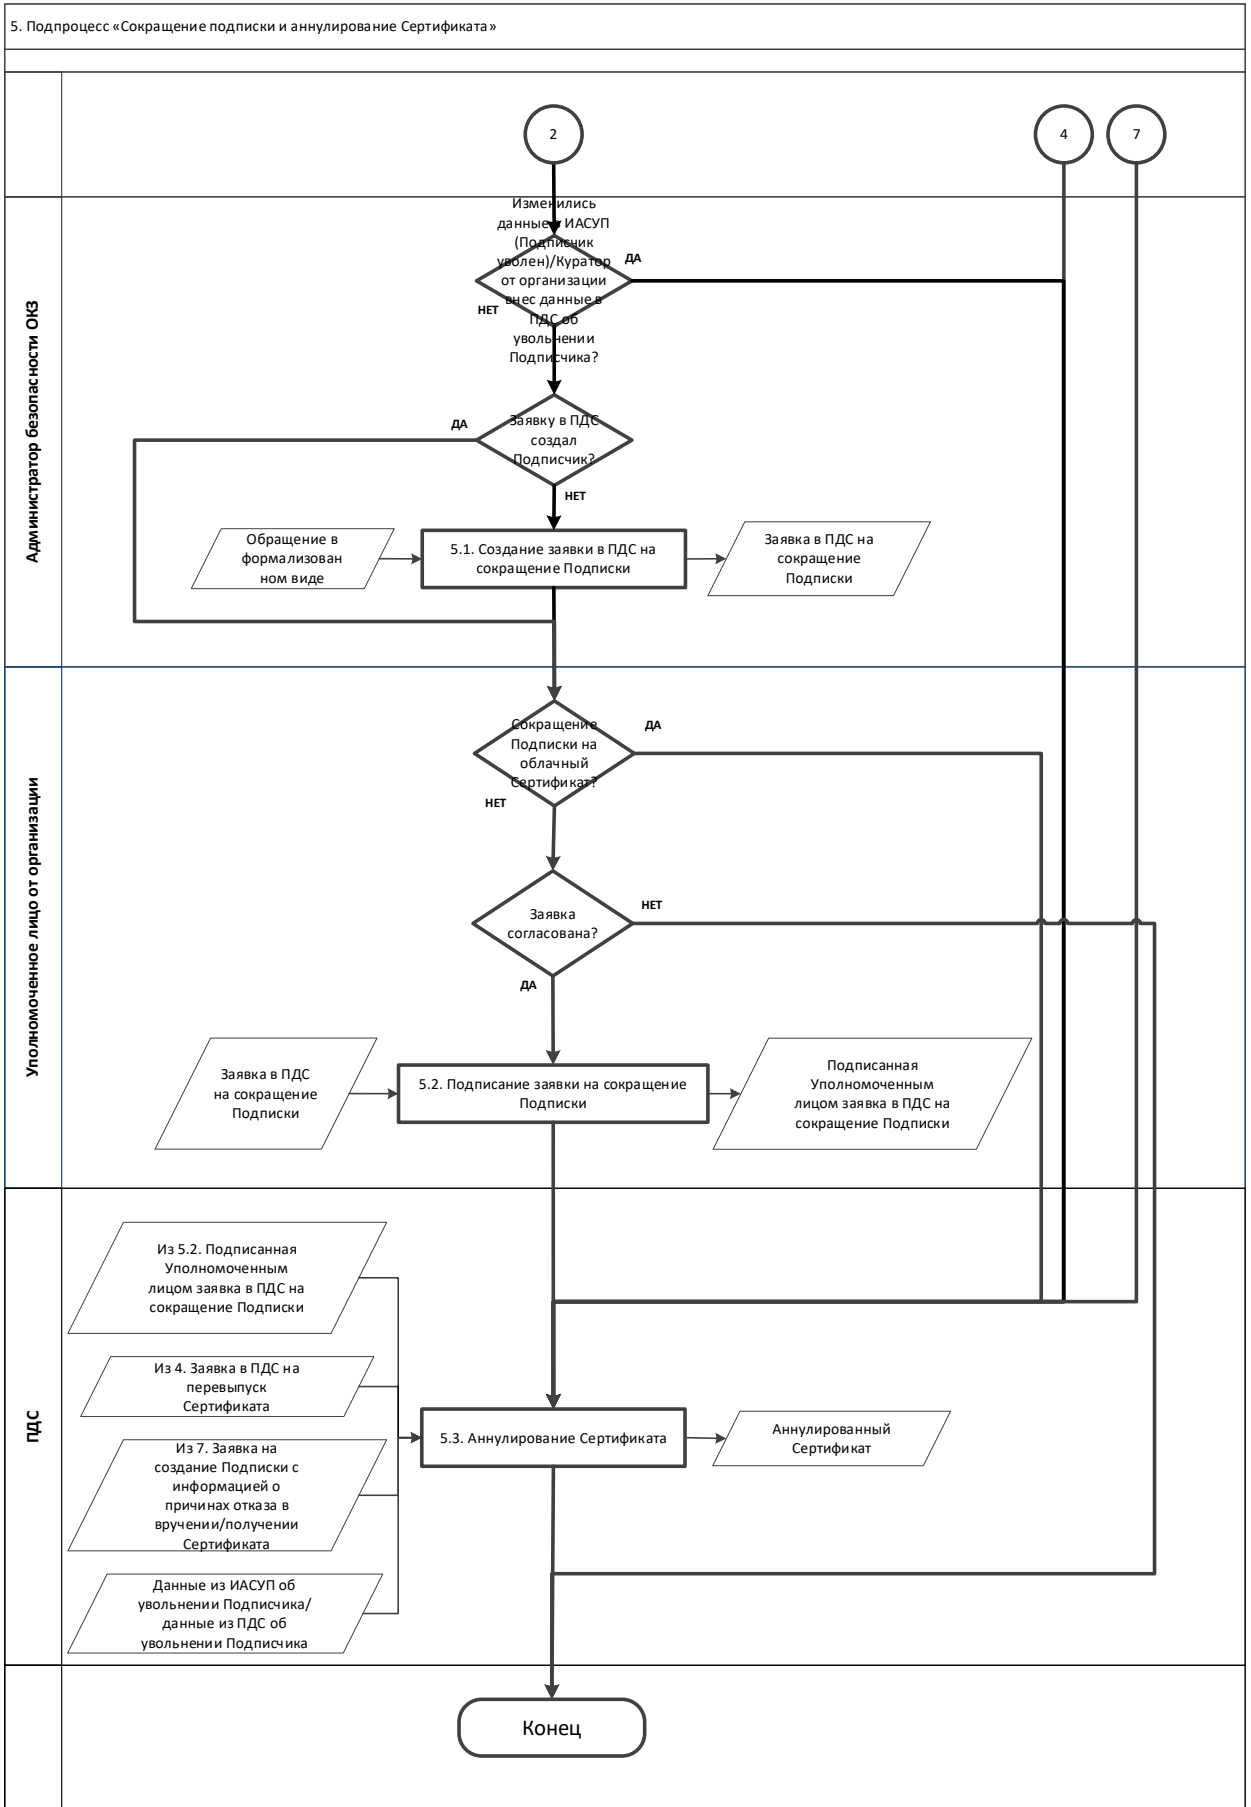 5. Подпроцесс «Сокращение подписки и аннулирование Сертификата»
2
4
7
Администратор безопасности ОКЗ
Изменились
данные в ИАСУП
(Подписчик
уволен)/Куратор
от организации
внес данные в
ПДС об
увольнении
Подписчика?
ДА
НЕТ
Заявку в ПДС
создал
Подписчик?
ДА
НЕТ
Обращение в
формализован
ном виде
5.1. Создание заявки в ПДС на
сокращение Подписки
Заявка в ПДС на
сокращение
Подписки
Уполномоченное лицо от организации
Сокращение
Подписки на
облачный
Сертификат?
ДА
НЕТ
Заявка
согласована?
НЕТ
ДА
Заявка в ПДС
на сокращение
Подписки
5.2. Подписание заявки на сокращение
Подписки
Подписанная
Уполномоченным
лицом заявка в ПДС на
сокращение Подписки
ПДС
Из 5.2. Подписанная
Уполномоченным
лицом заявка в ПДС на
сокращение Подписки
Из 4. Заявка в ПДС на
перевыпуск
Сертификата
Из 7. Заявка на
создание Подписки с
информацией о
причинах отказа в
вручении/получении
Сертификата
Данные из ИАСУП об
увольнении Подписчика/
данные из ПДС об
увольнении Подписчика
5.3. Аннулирование Сертификата
Аннулированный
Сертификат
Конец